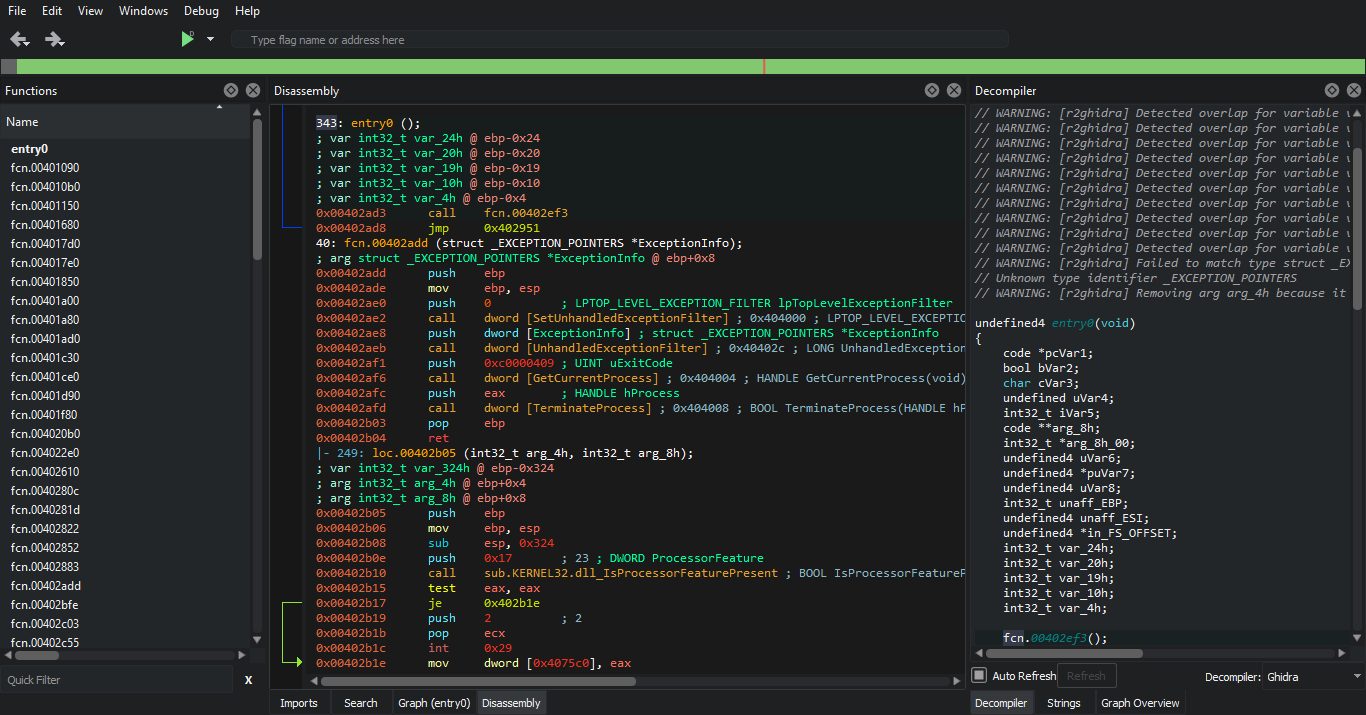 File Edit View Windows Debug Help
Type flag name or address here
Functions
Name
entry0
fcn.00401090
fcn.004010b0
fcn.00401150
fcn.00401680
fcn.004017d0
fcn.004017e0
fcn.00401850
fcn.00401a00
fcn.00401a80
fcn.00401ad0
fcn.00401c30
fcn.00401ce0
fcn.00401d90
fcn.00401f80
fcn.004020b0
fcn.004022e0
fcn.00402610
fcn.0040280c
fcn.0040281d
fcn.00402822
fcn.00402852
fcn.00402883
fcn.00402add
fcn.00402bfe
fcn.00402c03
fcn.00402c55
Quick Filter X
Disassembly
343: entry0 ();
; var int32_t var_24h @ ebp-0x24
; var int32_t var_20h @ ebp-0x20
; var int32_t var_19h @ ebp-0x19
; var int32_t var_10h @ ebp-0x10
; var int32_t var_4h @ ebp-0x4
0x00402ad3 call fcn.00402ef3
0x00402ad8 jmp 0x402951
40: fcn.00402add (struct _EXCEPTION_POINTERS *ExceptionInfo);
; arg struct _EXCEPTION_POINTERS *ExceptionInfo @ ebp+0x8
0x00402add push ebp
0x00402ade mov ebp, esp
0x00402ae0 push 0 ; LPTOP_LEVEL_EXCEPTION_FILTER lpTopLevelExceptionFilter
0x00402ae2 call dword [SetUnhandledExceptionFilter] ; 0x404000 ; LPTOP_LEVEL_EXCEPTIO
0x00402ae8 push dword [ExceptionInfo] ; struct _EXCEPTION_POINTERS *ExceptionInfo
0x00402aeb call dword [UnhandledExceptionFilter] ; 0x40402c ; LONG UnhandledException
0x00402af1 push 0xc0000409 ; UINT uExitCode
0x00402af6 call dword [GetCurrentProcess] ; 0x404004 ; HANDLE GetCurrentProcess(void)
0x00402afc push eax ; HANDLE hProcess
0x00402afd call dword [TerminateProcess] ; 0x404008 ; BOOL TerminateProcess(HANDLE hP
0x00402b03 pop ebp
0x00402b04 ret
|- 249: loc.00402b05 (int32_t arg_4h, int32_t arg_8h);
; var int32_t var_324h @ ebp-0x324
; arg int32_t arg_4h @ ebp+0x4
; arg int32_t arg_8h @ ebp+0x8
0x00402b05 push ebp
0x00402b06 mov ebp, esp
0x00402b08 sub esp, 0x324
0x00402b0e push 0x17 ; 23 ; DWORD ProcessorFeature
0x00402b10 call sub.KERNEL32.dll_IsProcessorFeaturePresent ; BOOL IsProcessorFeatureP
0x00402b15 test eax, eax
0x00402b17 je 0x402b1e
0x00402b19 push 2 ; 2
0x00402b1b pop ecx
0x00402b1c int 0x29
0x00402b1e mov dword [0x4075c0], eax
Imports Search Graph (entry0) Disassembly
Decompiler
// WARNING: [r2ghidra] Detected overlap for variable v
// WARNING: [r2ghidra] Detected overlap for variable v
// WARNING: [r2ghidra] Detected overlap for variable v
// WARNING: [r2ghidra] Detected overlap for variable v
// WARNING: [r2ghidra] Detected overlap for variable v
// WARNING: [r2ghidra] Detected overlap for variable v
// WARNING: [r2ghidra] Detected overlap for variable v
// WARNING: [r2ghidra] Detected overlap for variable v
// WARNING: [r2ghidra] Detected overlap for variable v
// WARNING: [r2ghidra] Detected overlap for variable v
// WARNING: [r2ghidra] Failed to match type struct _EX
// Unknown type identifier _EXCEPTION_POINTERS
// WARNING: [r2ghidra] Removing arg arg_4h because it
undefined4 entry0(void)
{
code *pcVar1;
bool bVar2;
char cVar3;
undefined uVar4;
int32_t iVar5;
code **arg_8h;
int32_t *arg_8h_00;
undefined4 uVar6;
undefined4 *puVar7;
undefined4 uVar8;
int32_t unaff_EBP;
undefined4 unaff_ESI;
undefined4 *in_FS_OFFSET;
int32_t var_24h;
int32_t var_20h;
int32_t var_19h;
int32_t var_10h;
int32_t var_4h;
fcn.00402ef3();
Auto Refresh Refresh Decompiler: Ghidra
Decompiler Strings Graph Overview